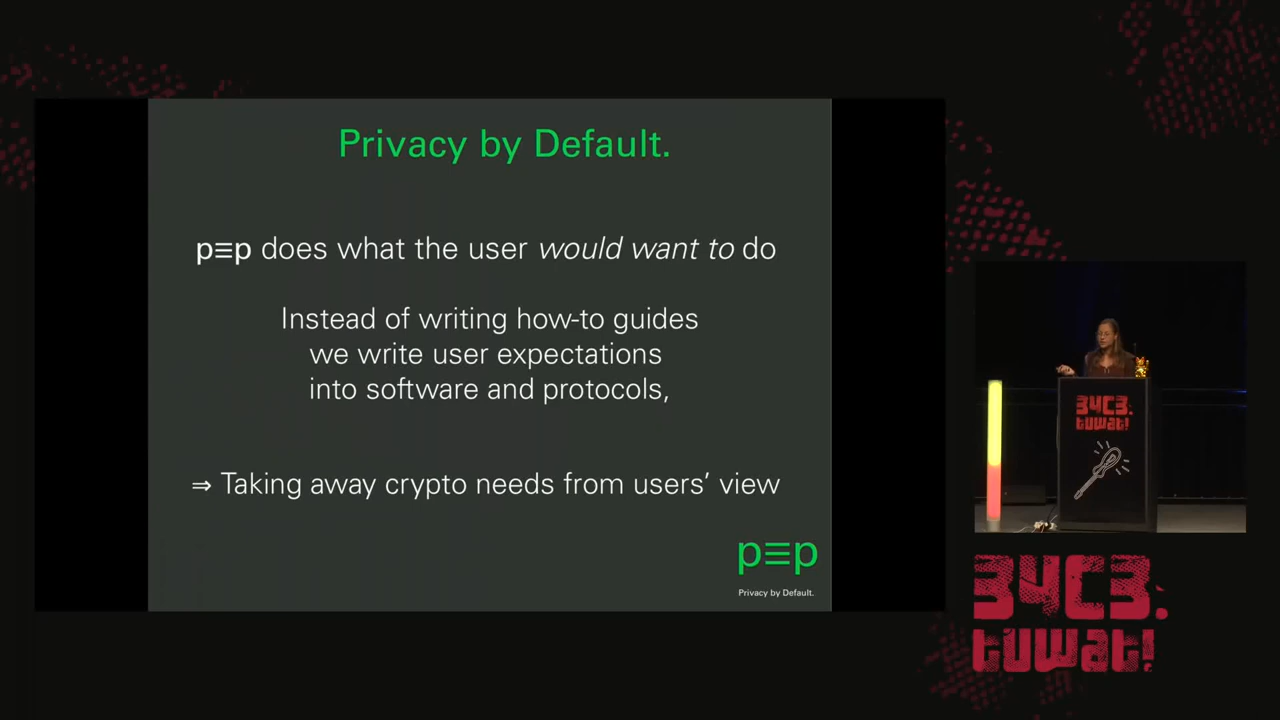 Privacy by Default.
p≡p does what the user would want to do
Instead of writing how-to guides
we write user expectations
into software and protocols,
⇒ Taking away crypto needs from users’ view
p≡p
Privacy by Default.
34C3.
tuwat!
34C3.
tuwat!